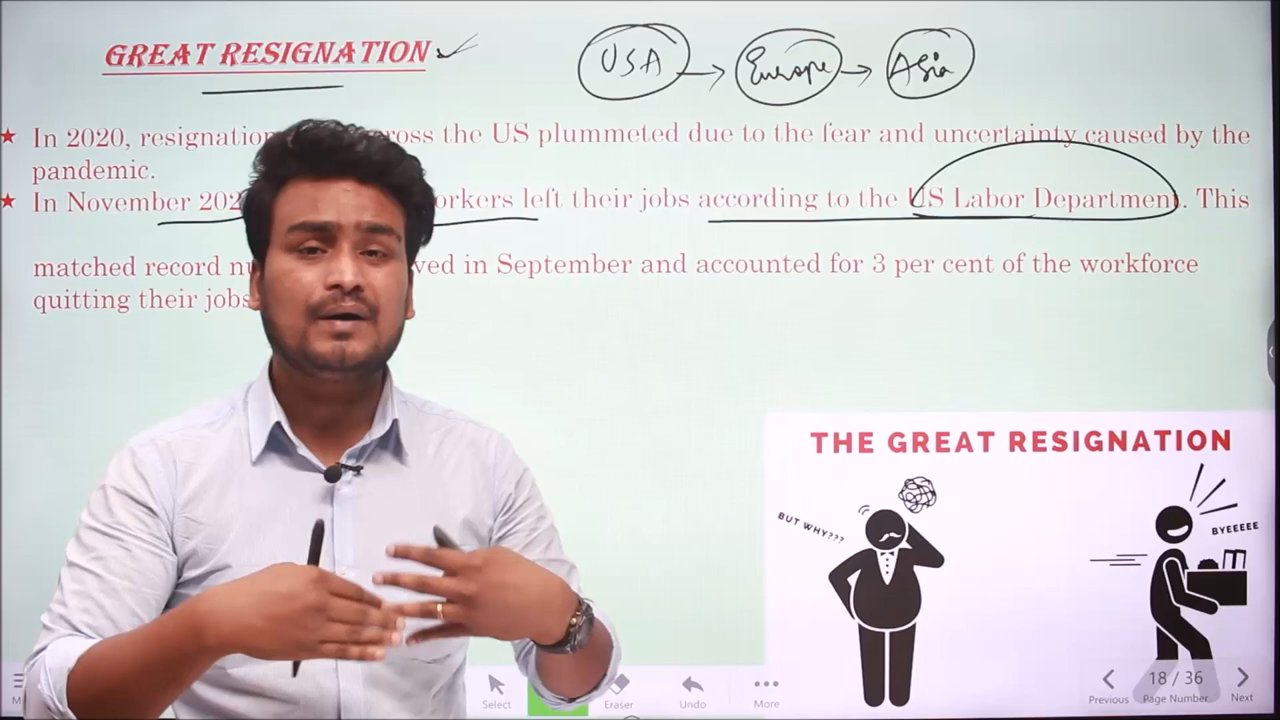 GREAT RESIGNATION
USA → Europe → Asia
★ In 2020, resignation ross the US plummeted due to the fear and uncertainty caused by the
pandemic.
★ In November 202 orkers left their jobs according to the US Labor Department. This
matched record nu ved in September and accounted for 3 per cent of the workforce
quitting their jobs
THE GREAT RESIGNATION
BUT WHY???
BYEEEEE
Select
Eraser
Undo
More
Previous
18 / 36
Page Number
Next